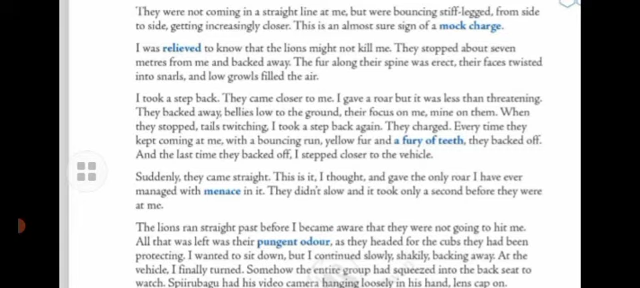 They were not coming in a straight line at me, but were bouncing stiff-legged, from side
to side, getting increasingly closer. This is an almost sure sign of a mock charge.
I was relieved to know that the lions might not kill me. They stopped about seven
metres from me and backed away. The fur along their spine was erect, their faces twisted
into snarls, and low growls filled the air.
I took a step back. They came closer to me. I gave a roar but it was less than threatening.
They backed away, bellies low to the ground, their focus on me, mine on them. When
they stopped, tails twitching, I took a step back again. They charged. Every time they
kept coming at me, with a bouncing run, yellow fur and a fury of teeth, they backed off.
And the last time they backed off, I stepped closer to the vehicle.
Suddenly, they came straight. This is it, I thought, and gave the only roar I have ever
managed with menace in it. They didn't slow and it took only a second before they were
at me.
The lions ran straight past before I became aware that they were not going to hit me.
All that was left was their pungent odour, as they headed for the cubs they had been
protecting. I wanted to sit down, but I continued slowly, shakily, backing away. At
the vehicle, I finally turned. Somehow the entire group had squeezed into the back seat to
watch. Spiirubagu had his video camera hanging loosely in his hand, lens cap on.